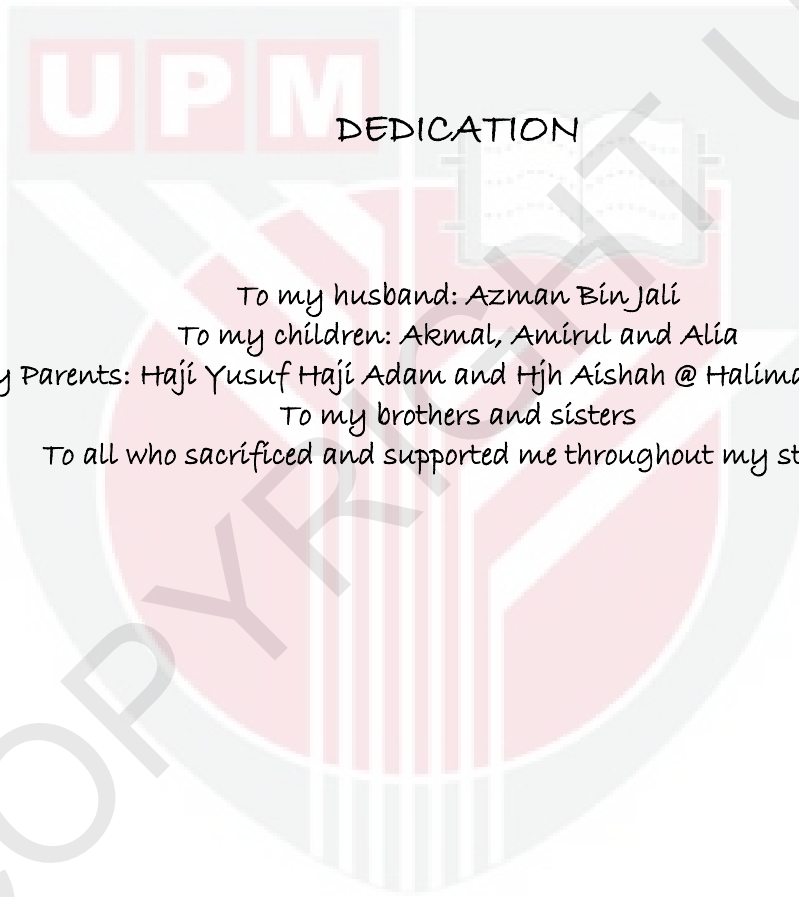 UPM
DEDICATION
To my husband: Azman Bin Jali
To my children: Akmal, Amirul and Alia
Parents: Haji Yusuf Haji Adam and Hjh Aishah @
To my brothers and sisters
To all who sacrificed and supported me throughout my
COPYRIGHT